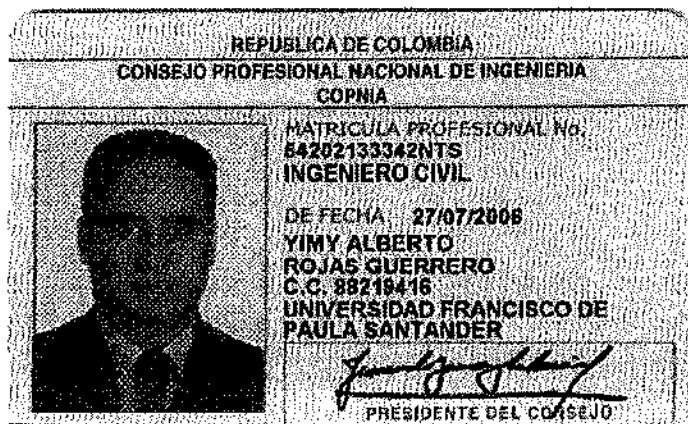 REPUBLICA DE COLOMBIA
CONSEJO PROFESIONAL NACIONAL DE INGENIERIA
COPNIA
MATRICULA PROFESIONAL No.
54202133342NTS
INGENIERO CIVIL
DE FECHA 27/07/2006
YIMY ALBERTO
ROJAS GUERRERO
C.C. 88219416
UNIVERSIDAD FRANCISCO DE
PAULA SANTANDER
PRESIDENTE DEL CONSEJO